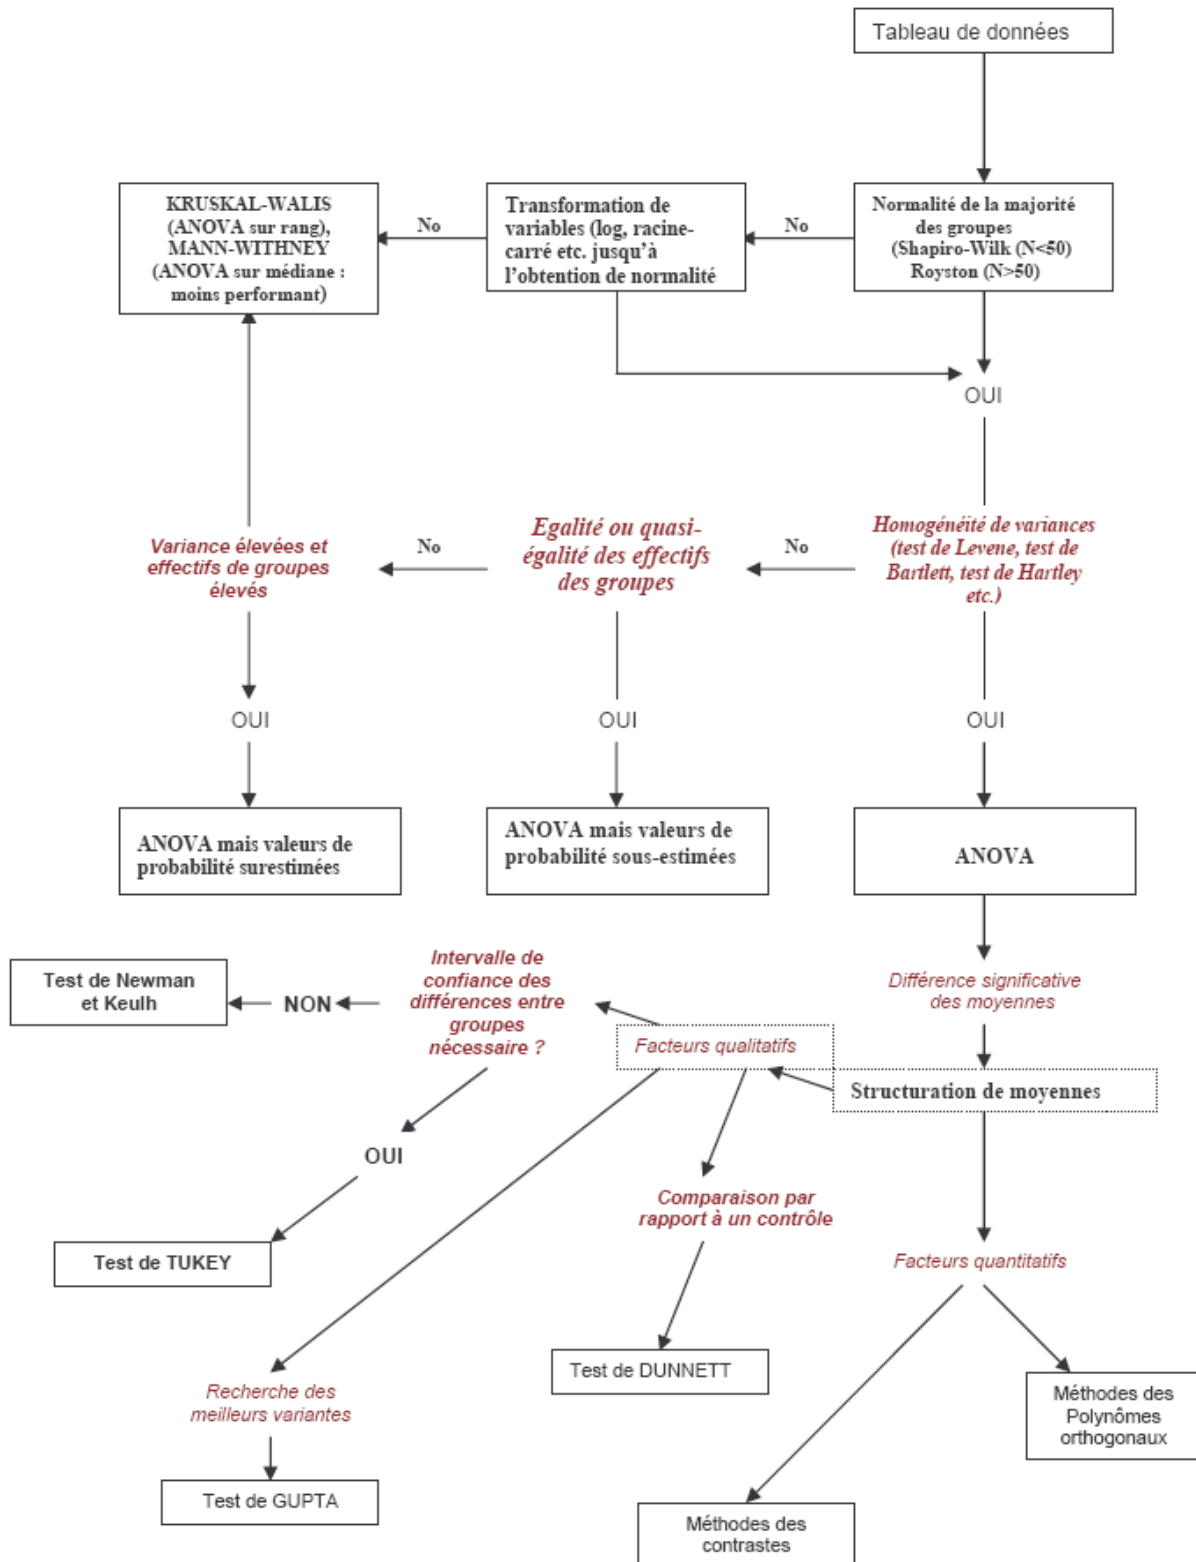 Tableau de données
KRUSKAL-WALIS
(ANOVA sur rang),
MANN-WITHNEY
(ANOVA sur médiane :
moins performant)
No
Transformation de
variables (log, racine-
carré etc. jusqu’à
l’obtention de normalité
No
Normalité de la majorité
des groupes
(Shapiro-Wilk (N<50)
Royston (N>50)
OUI
Variance élevées et
effectifs de groupes
élevés
No
Egalité ou quasi-
égalité des effectifs
des groupes
No
Homogénéité de variances
(test de Levene, test de
Bartlett, test de Hartley
etc.)
OUI
OUI
OUI
ANOVA mais valeurs de
probabilité surestimées
ANOVA mais valeurs de
probabilité sous-estimées
ANOVA
Test de Newman
et Keulh
NON
Intervalle de
confiance des
différences entre
groupes
nécessaire ?
Différence significative
des moyennes
Facteurs qualitatifs
Structuration de moyennes
OUI
Comparaison par
rapport à un contrôle
Test de TUKEY
Facteurs quantitatifs
Test de DUNNETT
Recherche des
meilleurs variantes
Méthodes des
Polynômes
orthogonaux
Test de GUPTA
Méthodes des
contrastes